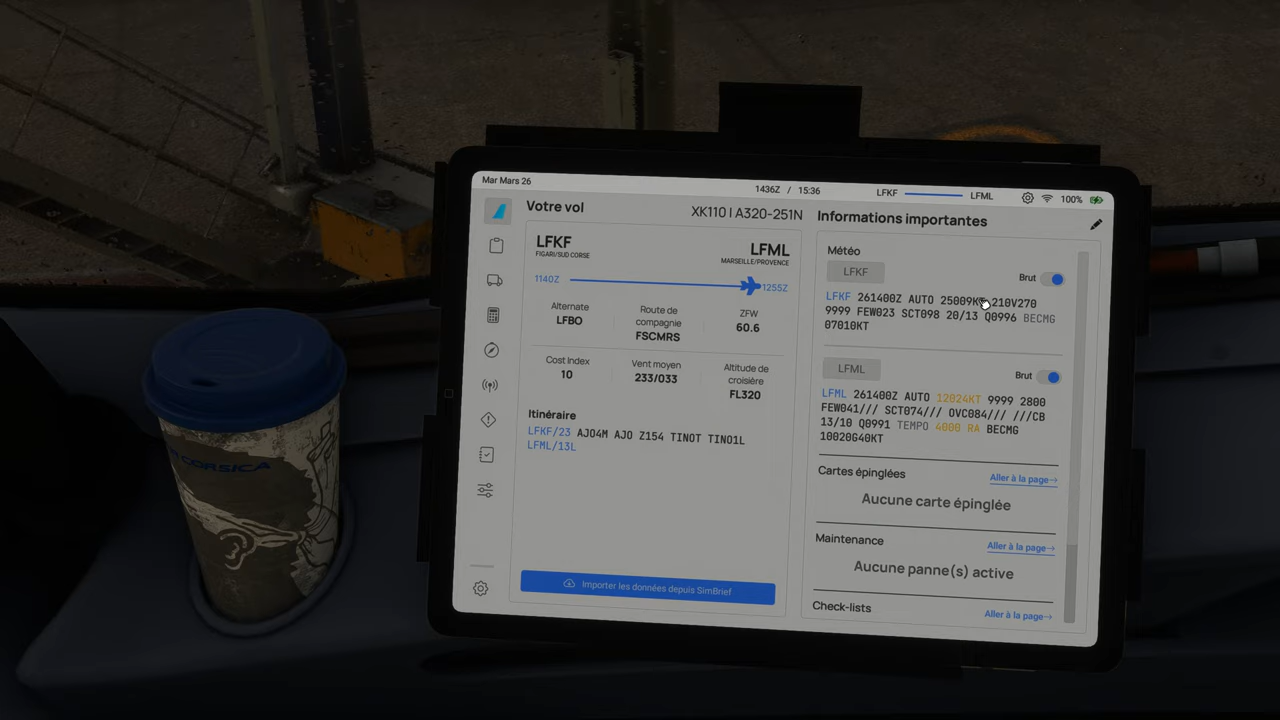 Mar Mars 26
1436Z / 15:36
LFKF
LFML
100%
Votre vol
XK110 | A320-251N
LFKF
FIGARI/SUD CORSE
LFML
MARSEILLE/PROVENCE
1140Z
1255Z
Alternate
LFBO
Route de
compagnie
FSCMRS
ZFW
60.6
Cost Index
10
Vent moyen
233/033
Altitude de
croisière
FL320
Itinéraire
LFKF/23 AJO4M AJO Z154 TINOT TINO1L
LFML/13L
Importer les données depuis SimBrief
Informations importantes
Météo
LFKF
Brut
LFKF 261400Z AUTO 25009KT 210V270
9999 FEW023 SCT098 20/13 Q0996 BECMG
07010KT
LFML
Brut
LFML 261400Z AUTO 12024KT 9999 2800
FEW041/// SCT074/// OVC084/// ///CB
13/10 Q0991 TEMPO 4000 RA BECMG
10020G40KT
Cartes épinglées
Aller à la page→
Aucune carte épinglée
Maintenance
Aller à la page→
Aucune panne(s) active
Check-lists
Aller à la page→
CORSICA